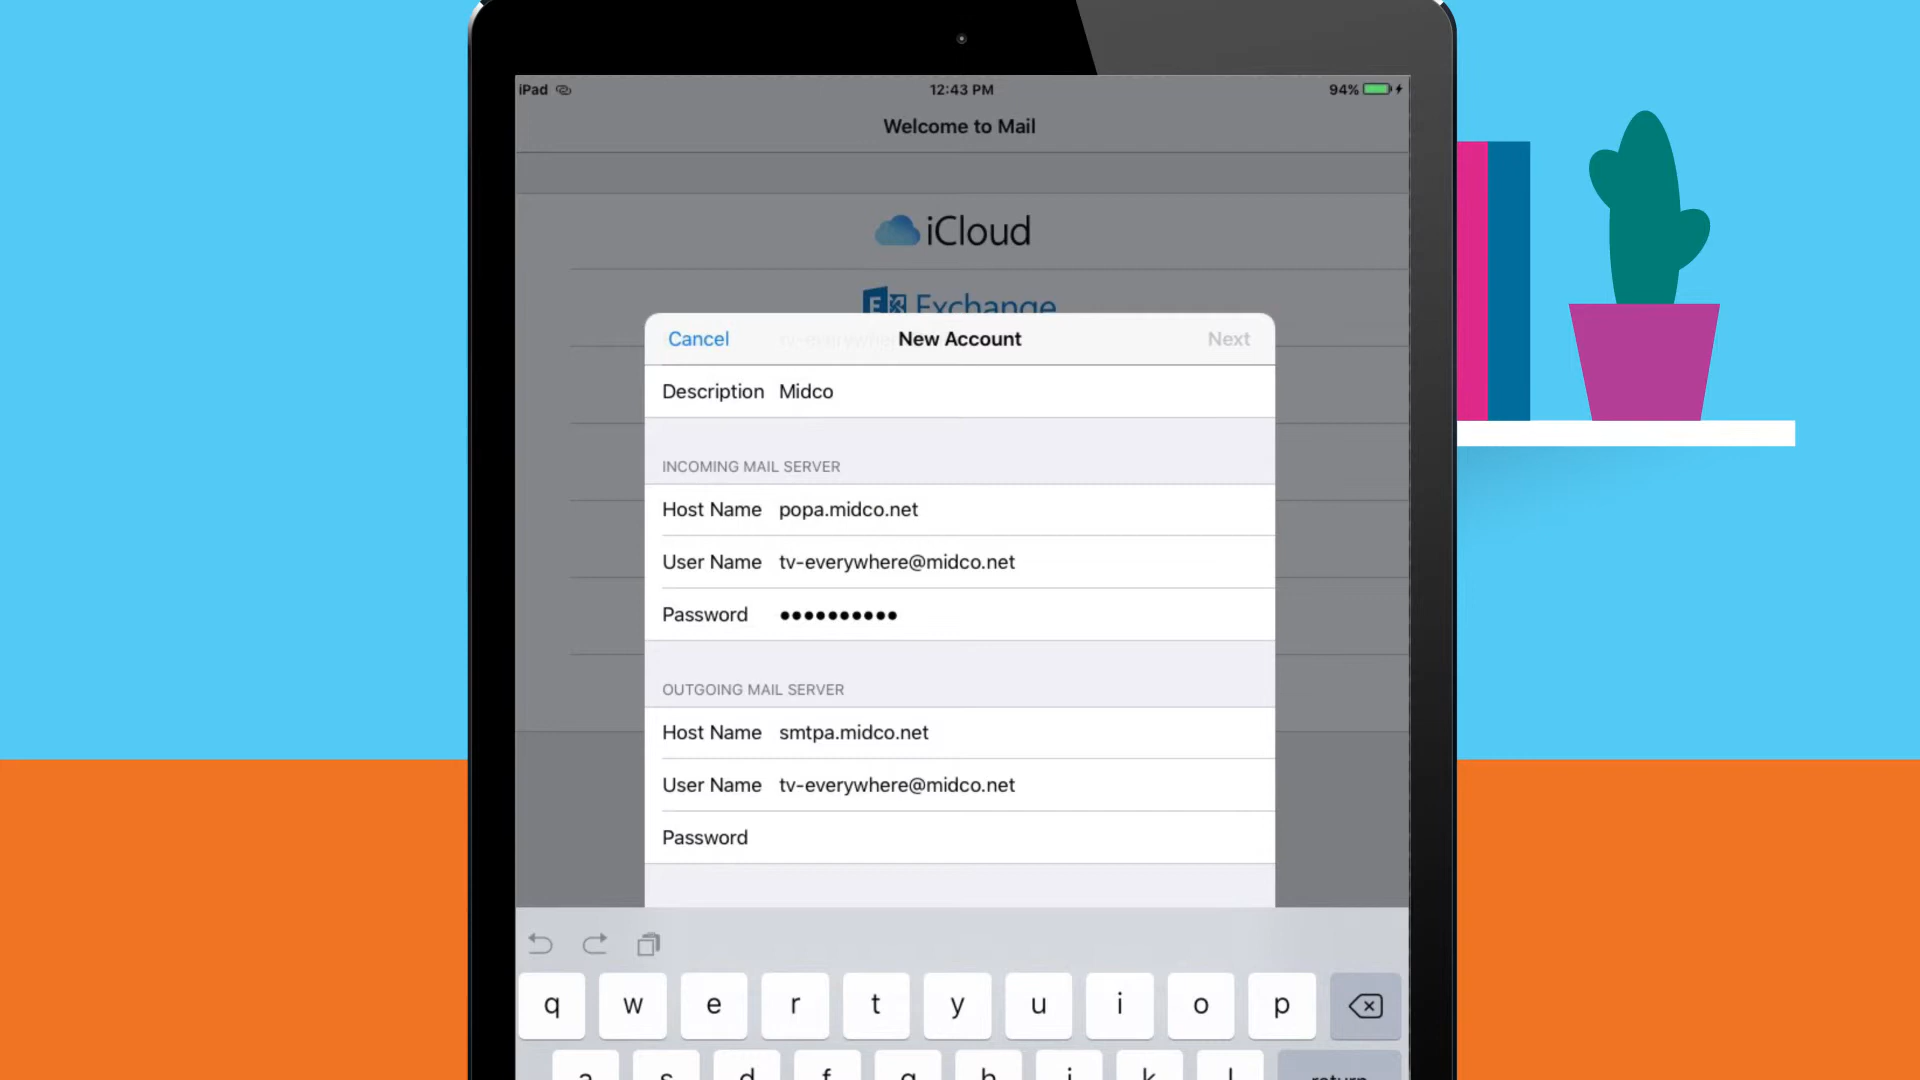 iPad 12:43 PM 94%
Welcome to Mail
iCloud
Exchange
Cancel New Account Next
Description Midco
INCOMING MAIL SERVER
Host Name popa.midco.net
User Name tv-everywhere@midco.net
Password ●●●●●●●●●●
OUTGOING MAIL SERVER
Host Name smtpa.midco.net
User Name tv-everywhere@midco.net
Password
q w e r t y u i o p
a s d f g h j k l return